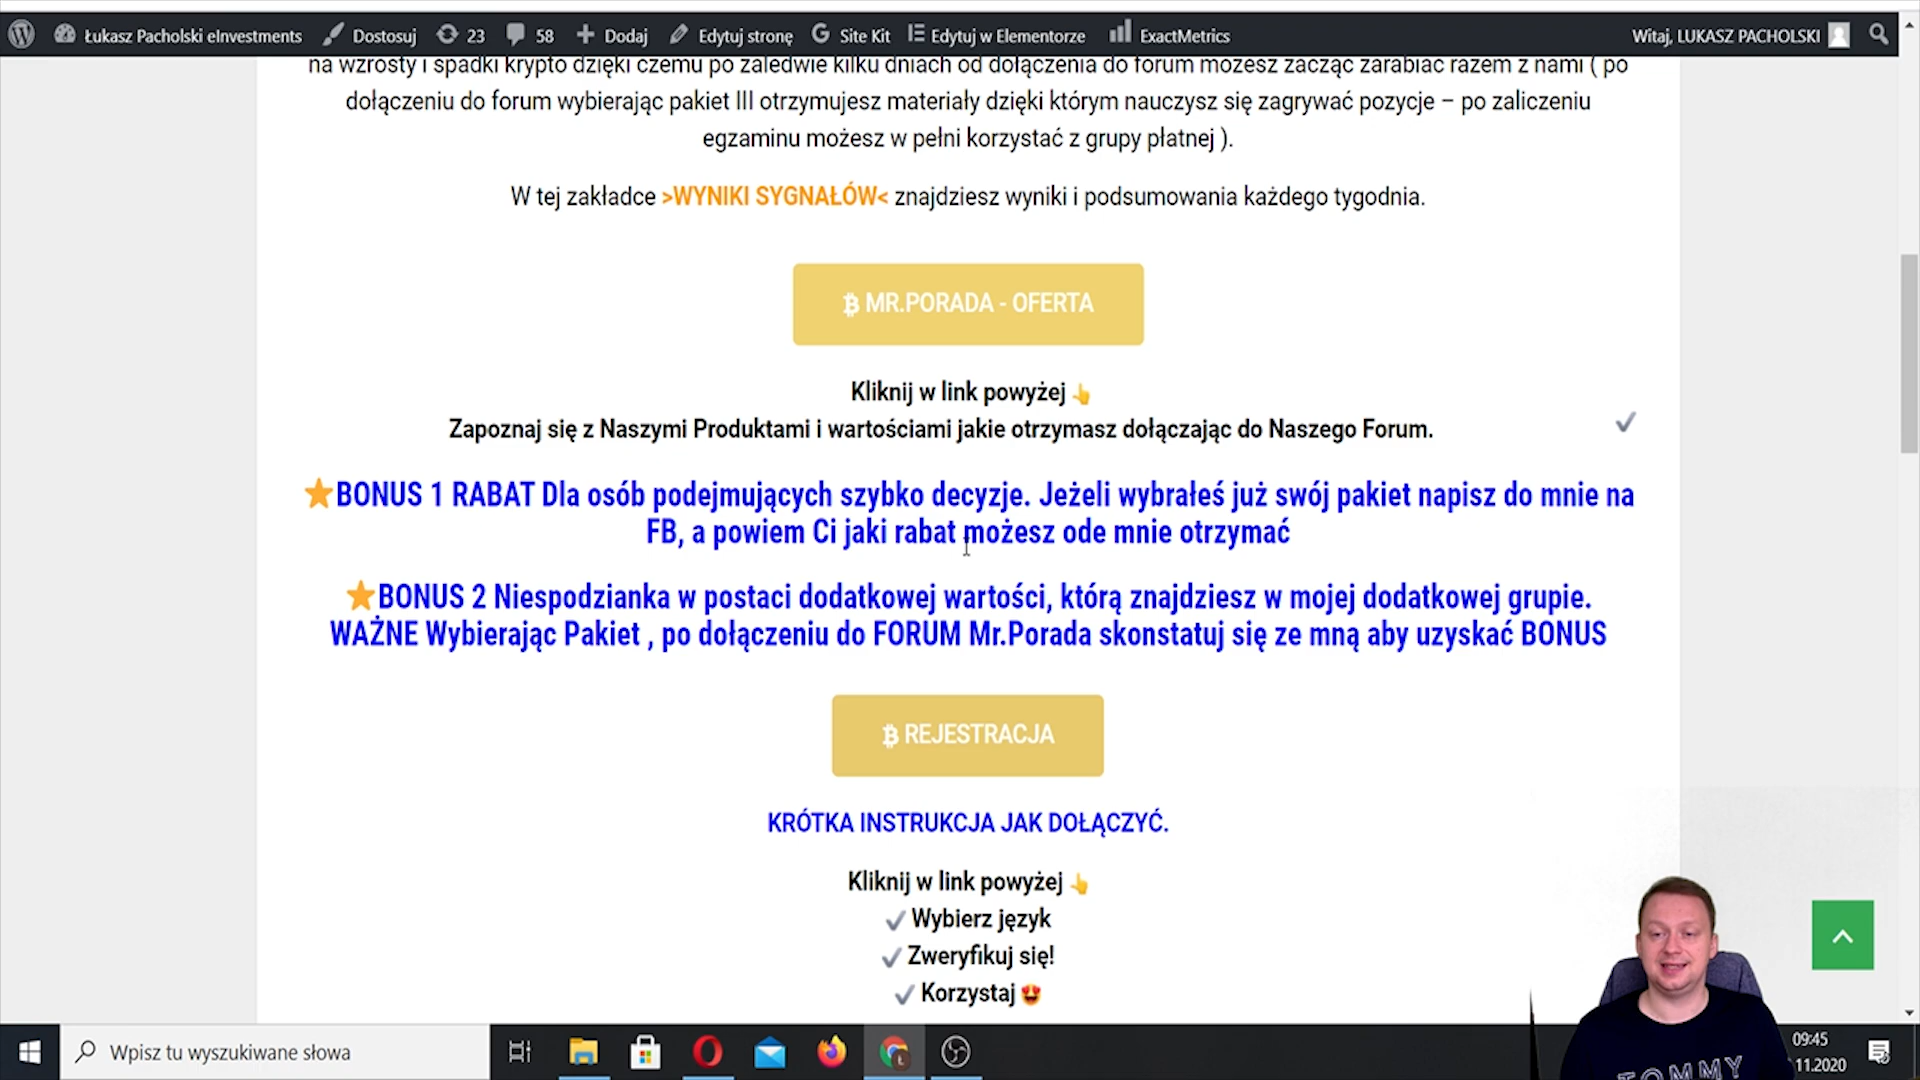 Łukasz Pacholski eInvestments Dostosuj 23 58 Dodaj Edytuj stronę Site Kit Edytuj w Elementorze ExactMetrics Witaj, LUKASZ PACHOLSKI
na wzrosty i spadki krypto dzięki czemu po zaledwie kilku dniach od dołączenia do forum możesz zacząć zarabiać razem z nami ( po
dołączeniu do forum wybierając pakiet III otrzymujesz materiały dzięki którym nauczysz się zagrywać pozycje – po zaliczeniu
egzaminu możesz w pełni korzystać z grupy płatnej ).
W tej zakładce >WYNIKI SYGNAŁÓW< znajdziesz wyniki i podsumowania każdego tygodnia.
MR.PORADA - OFERTA
Kliknij w link powyżej 👆
Zapoznaj się z Naszymi Produktami i wartościami jakie otrzymasz dołączając do Naszego Forum. ✔
⭐BONUS 1 RABAT Dla osób podejmujących szybko decyzje. Jeżeli wybrałeś już swój pakiet napisz do mnie na
FB, a powiem Ci jaki rabat możesz ode mnie otrzymać
⭐BONUS 2 Niespodzianka w postaci dodatkowej wartości, którą znajdziesz w mojej dodatkowej grupie.
WAŻNE Wybierając Pakiet , po dołączeniu do FORUM Mr.Porada skonstatuj się ze mną aby uzyskać BONUS
REJESTRACJA
KRÓTKA INSTRUKCJA JAK DOŁĄCZYĆ.
Kliknij w link powyżej 👆
✔ Wybierz język
✔ Zweryfikuj się!
✔ Korzystaj 😍
TOMMY
Wpisz tu wyszukiwane słowa
09:45
11.2020